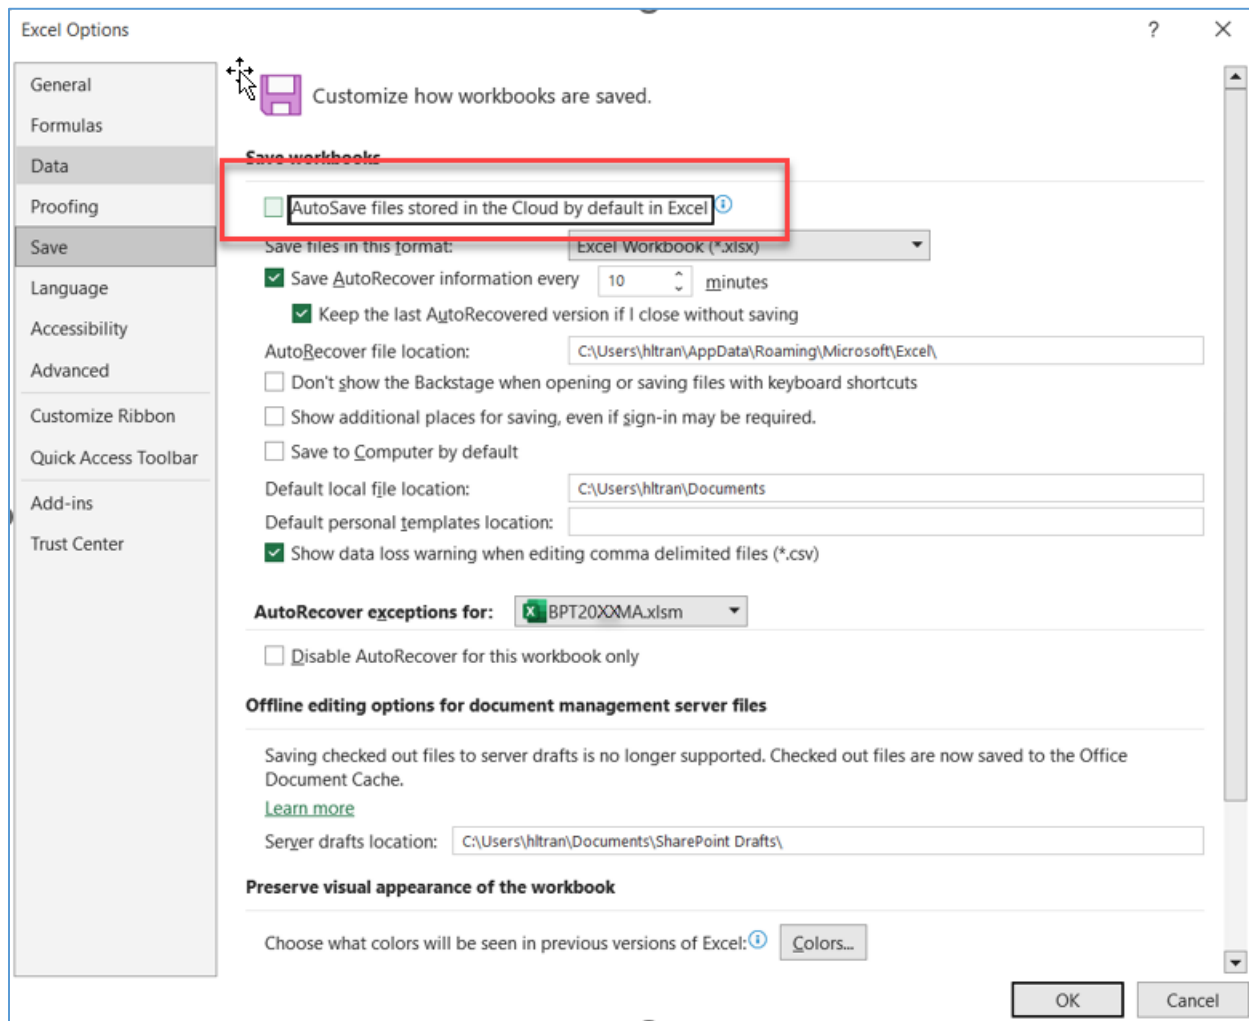 Excel Options
?
General
Formulas
Data
Proofing
Save
Language
Accessibility
Advanced
Customize Ribbon
Quick Access Toolbar
Add-ins
Trust Center
Customize how workbooks are saved.
Save workbooks
AutoSave files stored in the Cloud by default in Excel
Save files in this format: Excel Workbook (*.xlsx)
Save AutoRecover information every 10 minutes
Keep the last AutoRecovered version if I close without saving
AutoRecover file location: C:\Users\hltran\AppData\Roaming\Microsoft\Excel\
Don't show the Backstage when opening or saving files with keyboard shortcuts
Show additional places for saving, even if sign-in may be required.
Save to Computer by default
Default local file location: C:\Users\hltran\Documents
Default personal templates location:
Show data loss warning when editing comma delimited files (*.csv)
AutoRecover exceptions for: BPT20XXMA.xlsm
Disable AutoRecover for this workbook only
Offline editing options for document management server files
Saving checked out files to server drafts is no longer supported. Checked out files are now saved to the Office
Document Cache.
Learn more
Server drafts location: C:\Users\hltran\Documents\SharePoint Drafts\
Preserve visual appearance of the workbook
Choose what colors will be seen in previous versions of Excel: Colors...
OK Cancel